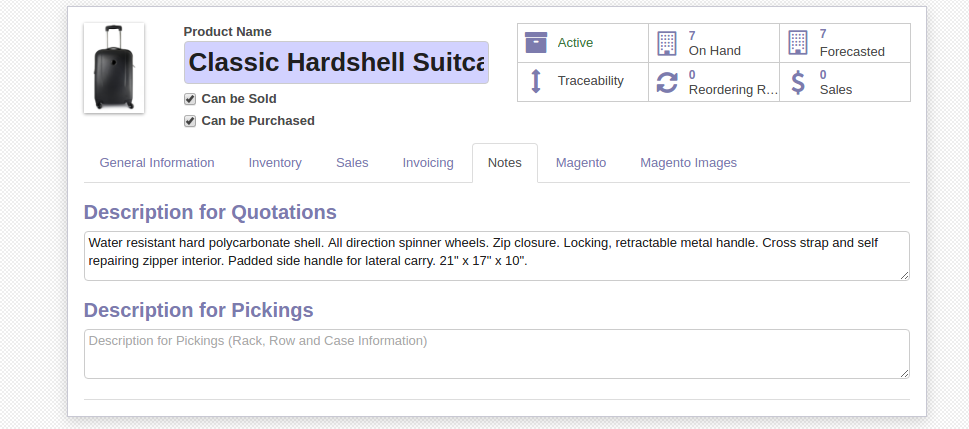 Product Name
Classic Hardshell Suitca
Can be Sold
Can be Purchased
Active
7
On Hand
7
Forecasted
Traceability
0
Reordering R...
0
Sales
General Information Inventory Sales Invoicing Notes Magento Magento Images
Description for Quotations
Water resistant hard polycarbonate shell. All direction spinner wheels. Zip closure. Locking, retractable metal handle. Cross strap and self
repairing zipper interior. Padded side handle for lateral carry. 21" x 17" x 10".
Description for Pickings
Description for Pickings (Rack, Row and Case Information)